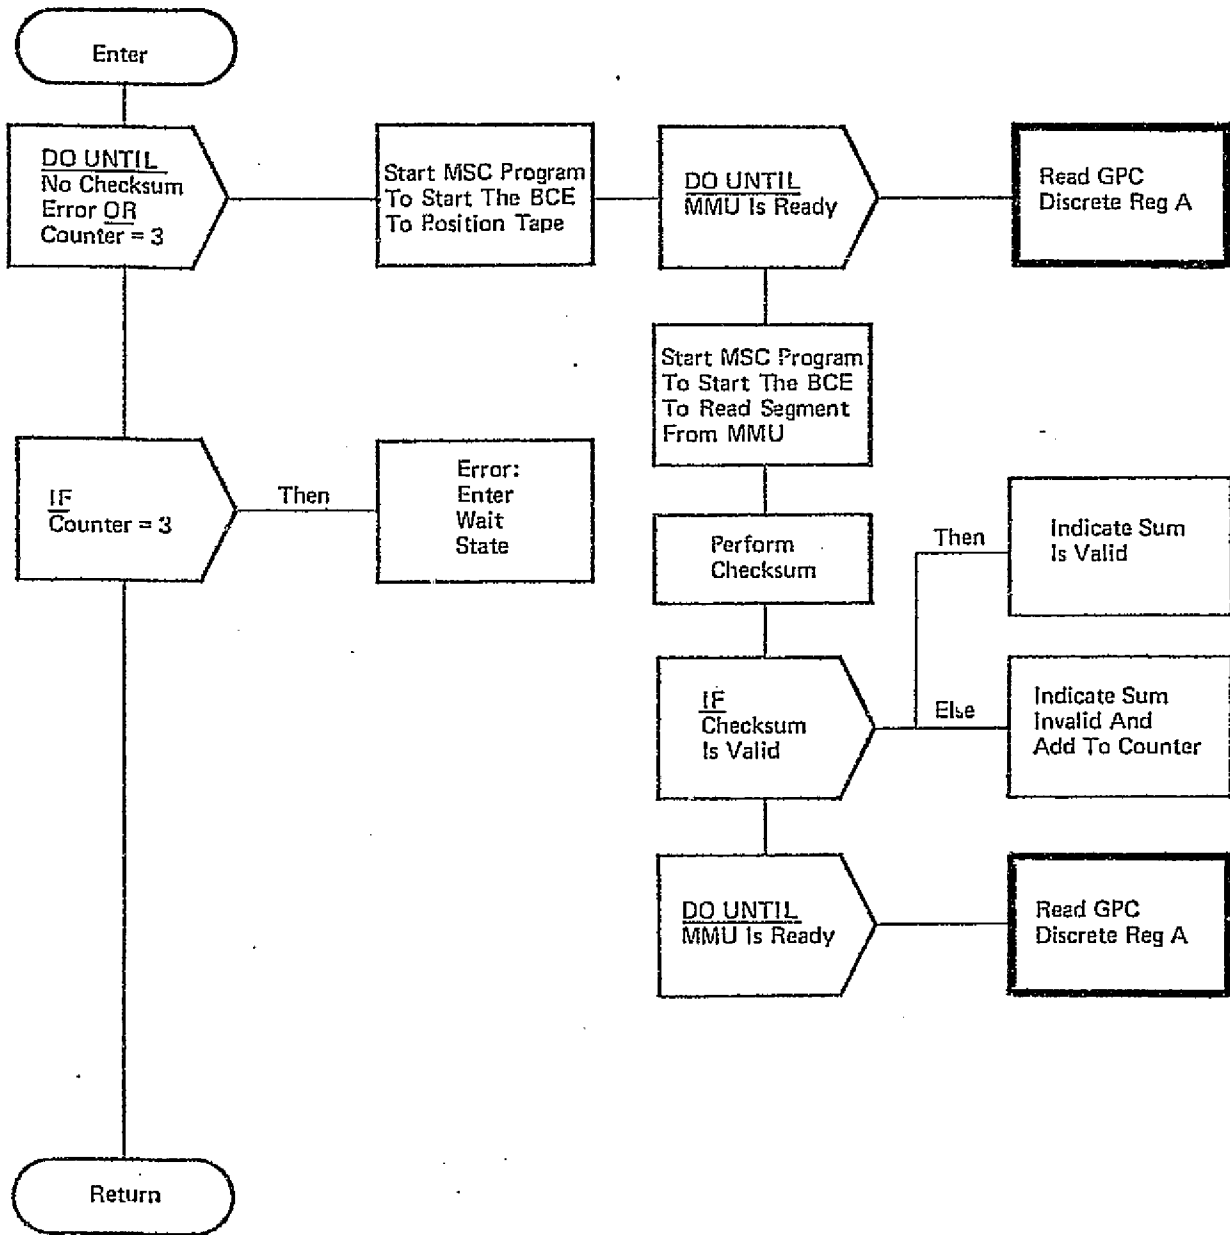 Enter
DO UNTIL
No Checksum
Error OR
Counter = 3
Start MSC Program
To Start The BCE
To Position Tape
DO UNTIL
MMU Is Ready
Read GPC
Discrete Reg A
Start MSC Program
To Start The BCE
To Read Segment
From MMU
IF
Counter = 3
Then
Error:
Enter
Wait
State
Perform
Checksum
Then
Indicate Sum
Is Valid
IF
Checksum
Is Valid
Else
Indicate Sum
Invalid And
Add To Counter
DO UNTIL
MMU Is Ready
Read GPC
Discrete Reg A
Return